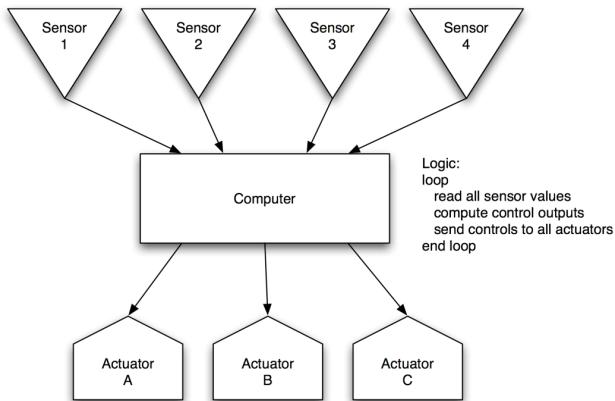 Sensor
1
Sensor
2
Sensor
3
Sensor
4
Computer
Logic:
loop
read all sensor values
compute control outputs
send controls to all actuators
end loop
Actuator
A
Actuator
B
Actuator
C